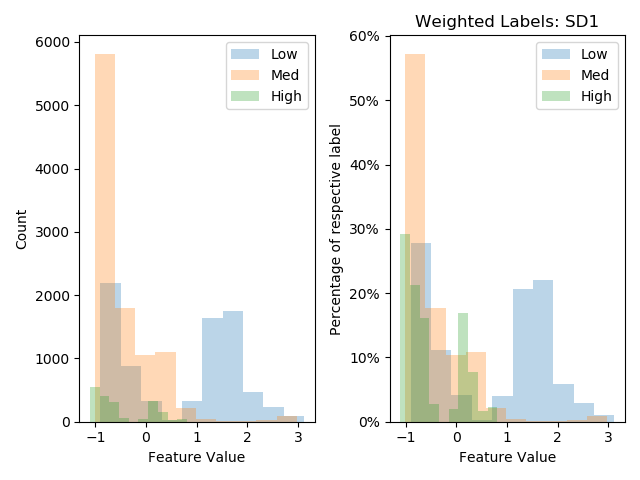 Weighted Labels: SD1
6000
5000
4000
3000
2000
1000
0
Count
−1
0
1
2
3
Feature Value
Low
Med
High
60%
50%
40%
30%
20%
10%
0%
Percentage of respective label
−1
0
1
2
3
Feature Value
Low
Med
High